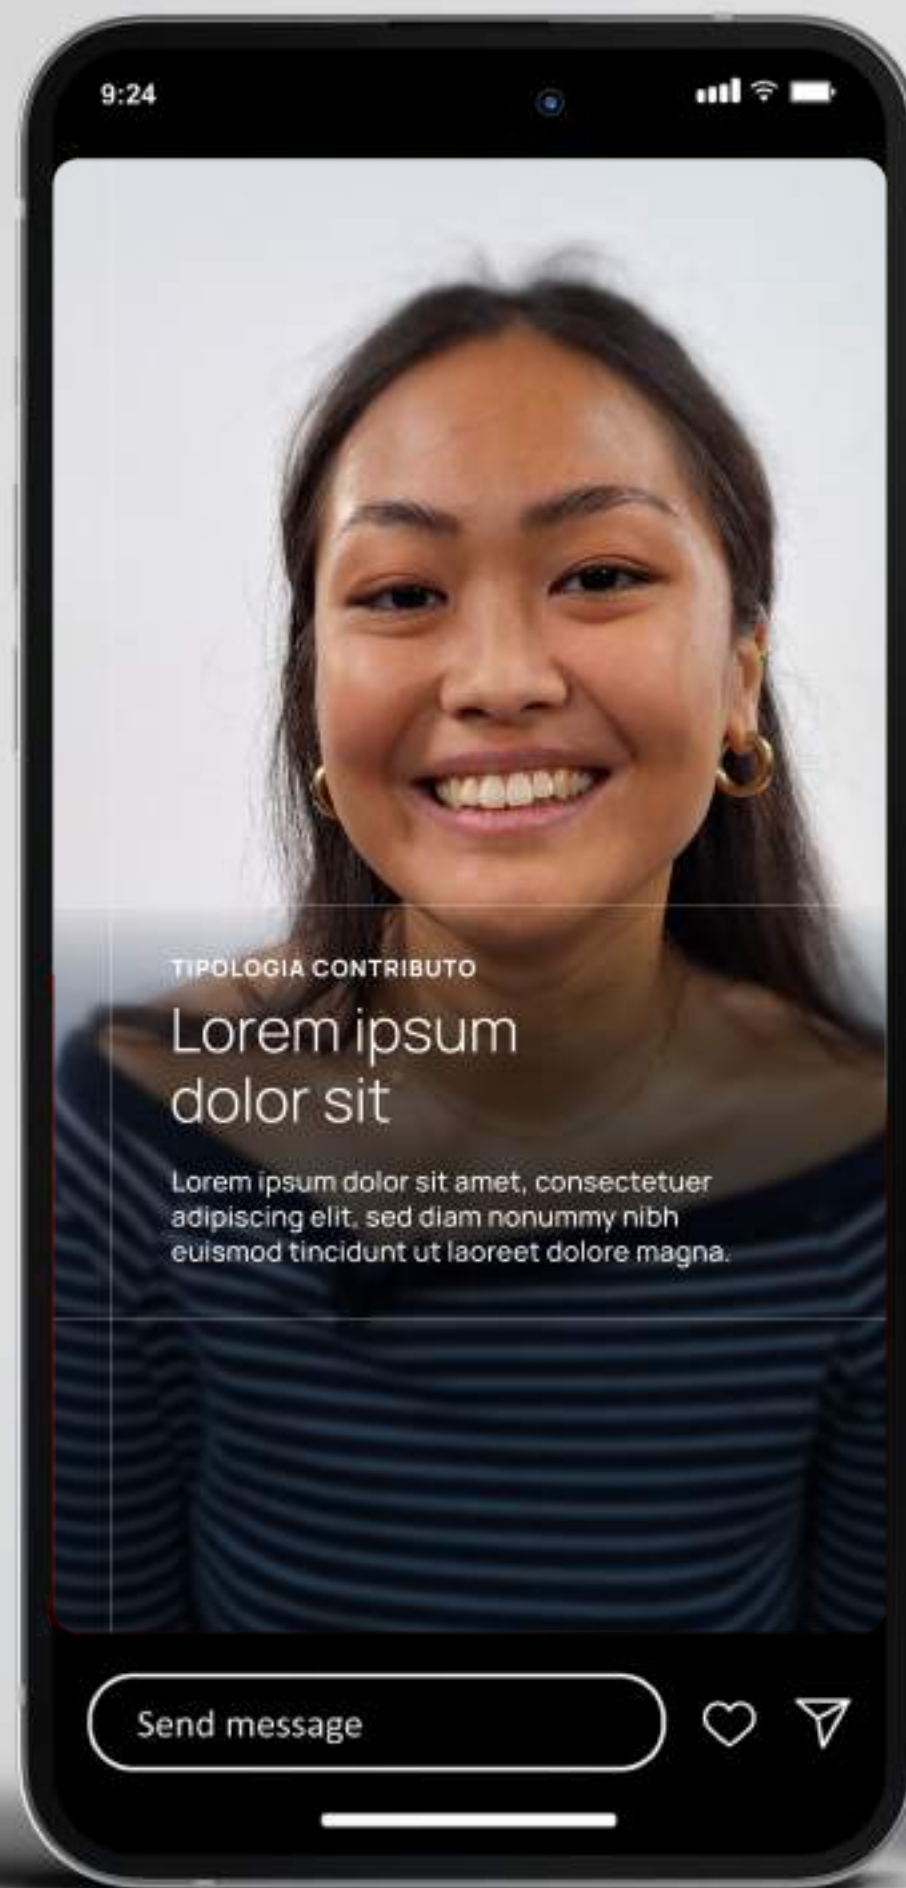 9:24
TIPOLOGIA CONTRIBUTO
Lorem ipsum
dolor sit
Lorem ipsum dolor sit amet, consectetuer
adipiscing elit, sed diam nonummy nibh
euismod tincidunt ut laoreet dolore magna.
Send message